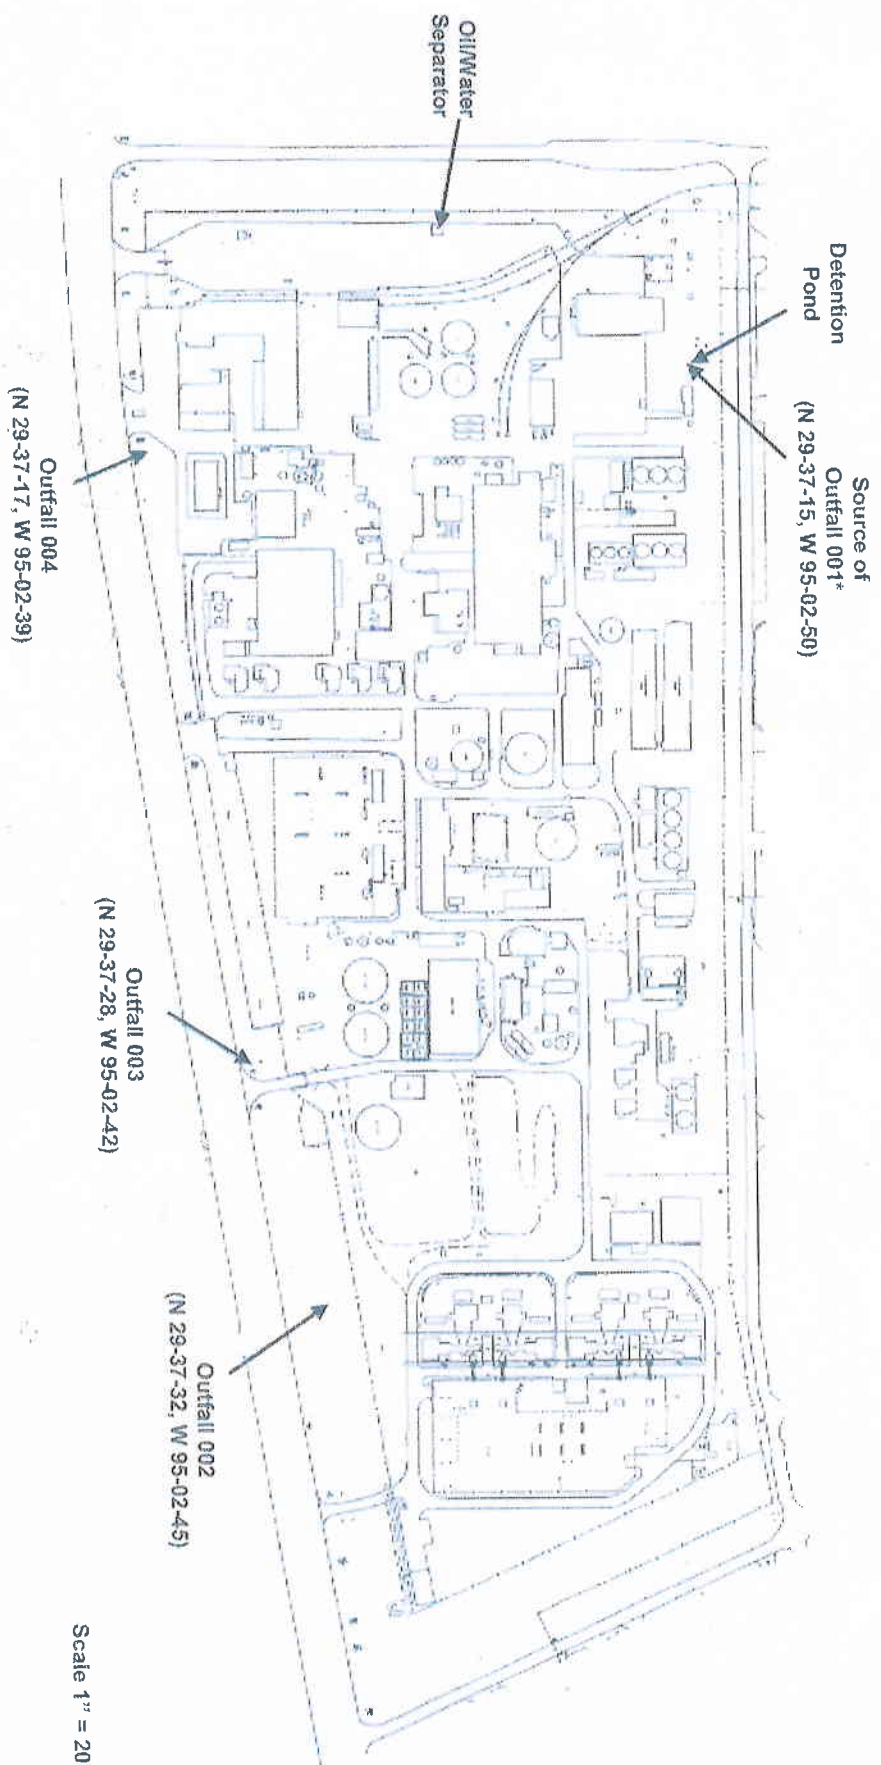 Oil/Water
Separator
Detention
Pond
Source of
Outfall 001*
(N 29-37-15, W 95-02-50)
Outfall 004
(N 29-37-17, W 95-02-39)
Outfall 003
(N 29-37-28, W 95-02-42)
Outfall 002
(N 29-37-32, W 95-02-45)
Scale 1" = 20